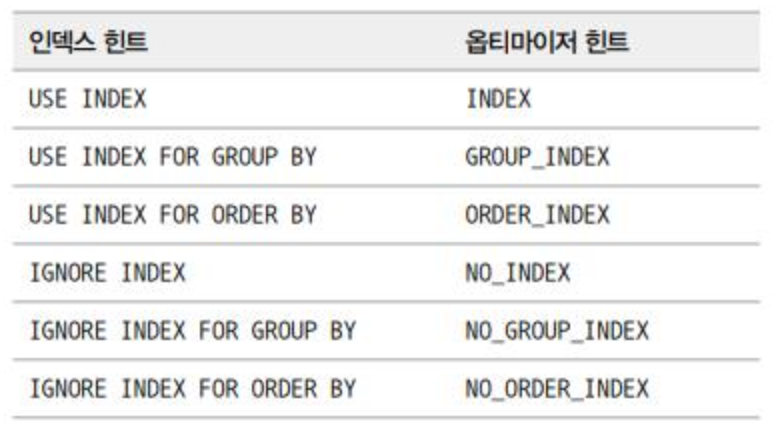 인덱스 힌트 옵티마이저 힌트
USE INDEX INDEX
USE INDEX FOR GROUP BY GROUP_INDEX
USE INDEX FOR ORDER BY ORDER_INDEX
IGNORE INDEX NO_INDEX
IGNORE INDEX FOR GROUP BY NO_GROUP_INDEX
IGNORE INDEX FOR ORDER BY NO_ORDER_INDEX